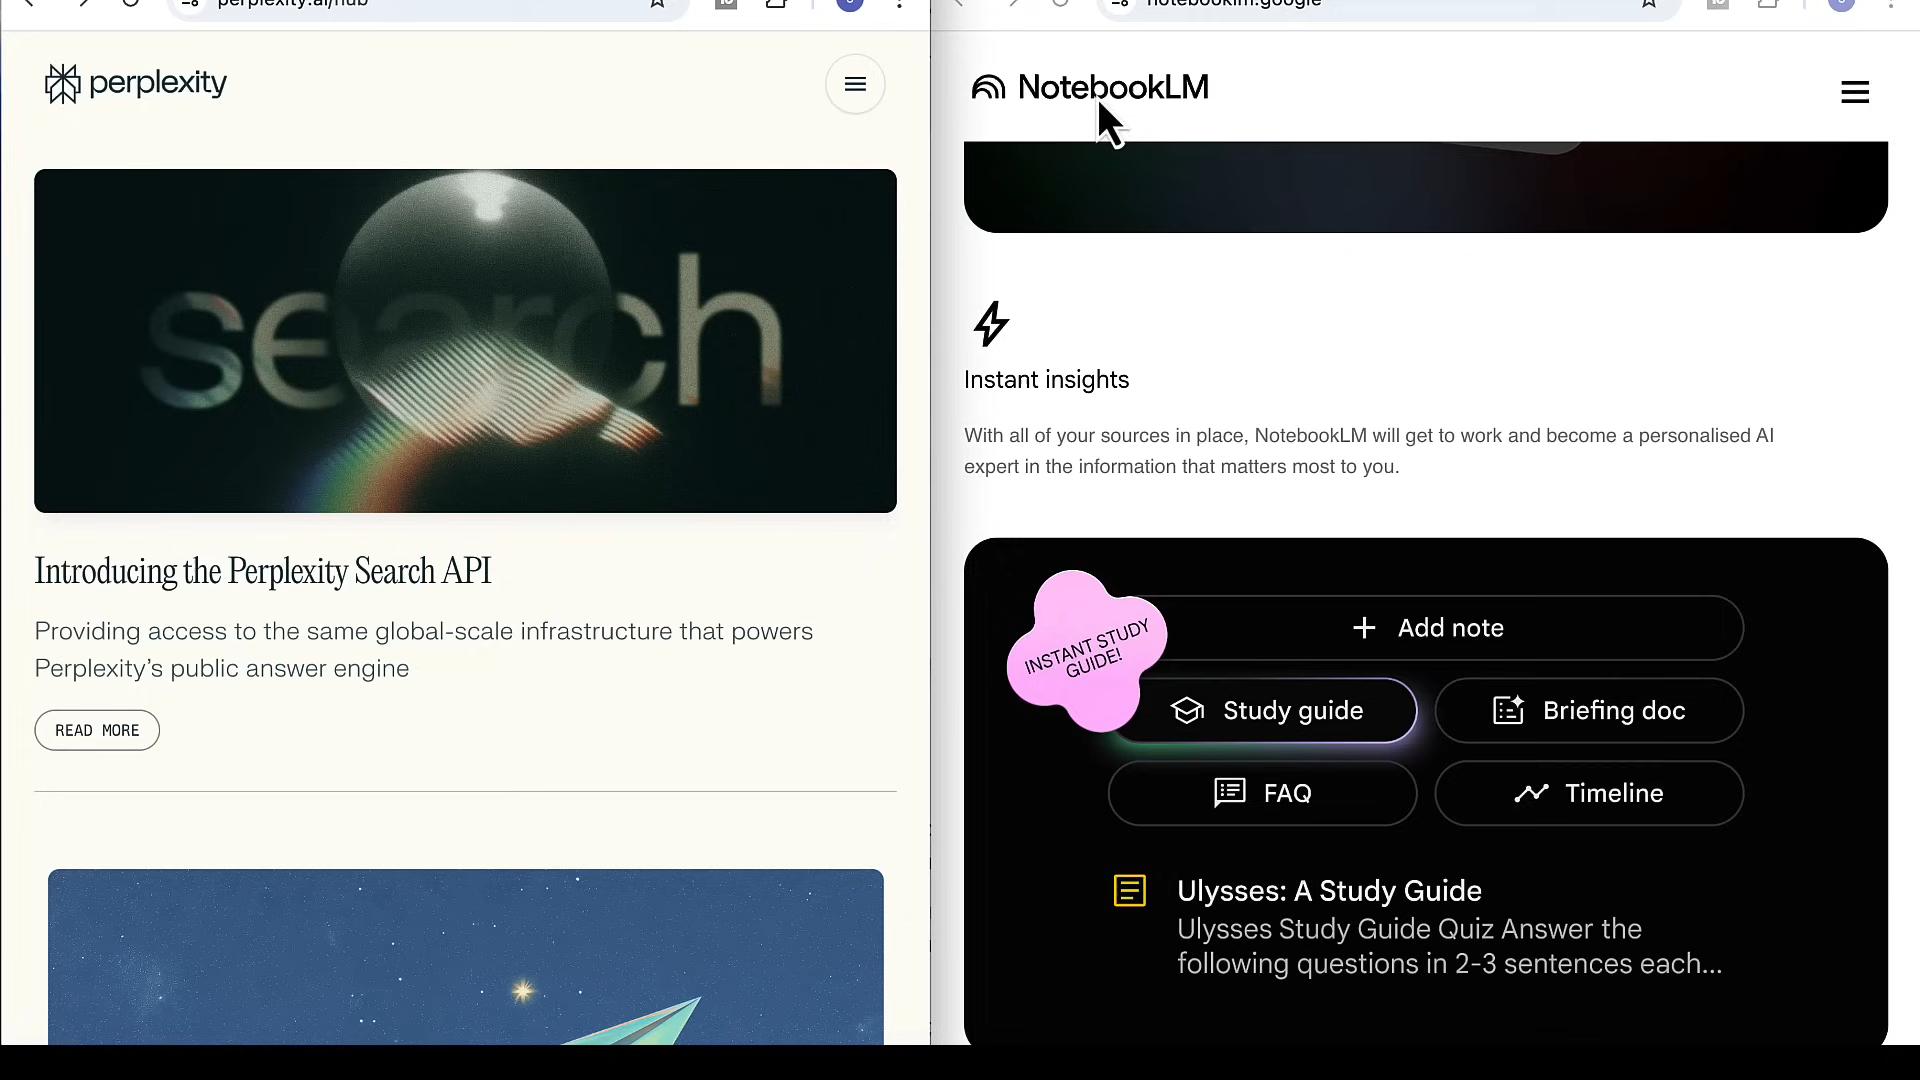 perplexity.ai/hub
perplexity
search
Introducing the Perplexity Search API
Providing access to the same global-scale infrastructure that powers
Perplexity’s public answer engine
READ MORE
notebooklm.google
NotebookLM
Instant insights
With all of your sources in place, NotebookLM will get to work and become a personalised AI
expert in the information that matters most to you.
INSTANT STUDY
GUIDE!
Add note
Study guide
Briefing doc
FAQ
Timeline
Ulysses: A Study Guide
Ulysses Study Guide Quiz Answer the
following questions in 2-3 sentences each...